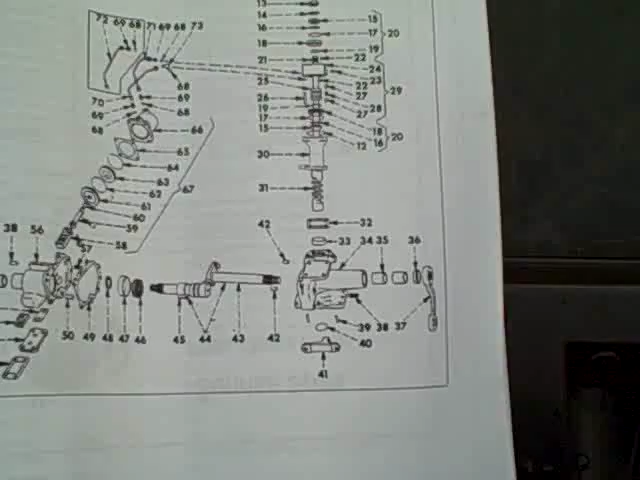 13
72 69 68 71 69 68 73
14 15
16 17 20
18 19
21 22
24
68 25 23
22
70 69 26 27 29
69 68 19 28
68 17 27
66 15 18
16 20
12
65 30
64
63 67
62 31
61
60
59 32
38 56 58 42
57 33 34 35 36
50 49 48 47 46 45 44 43 42 39 38 37
40
41